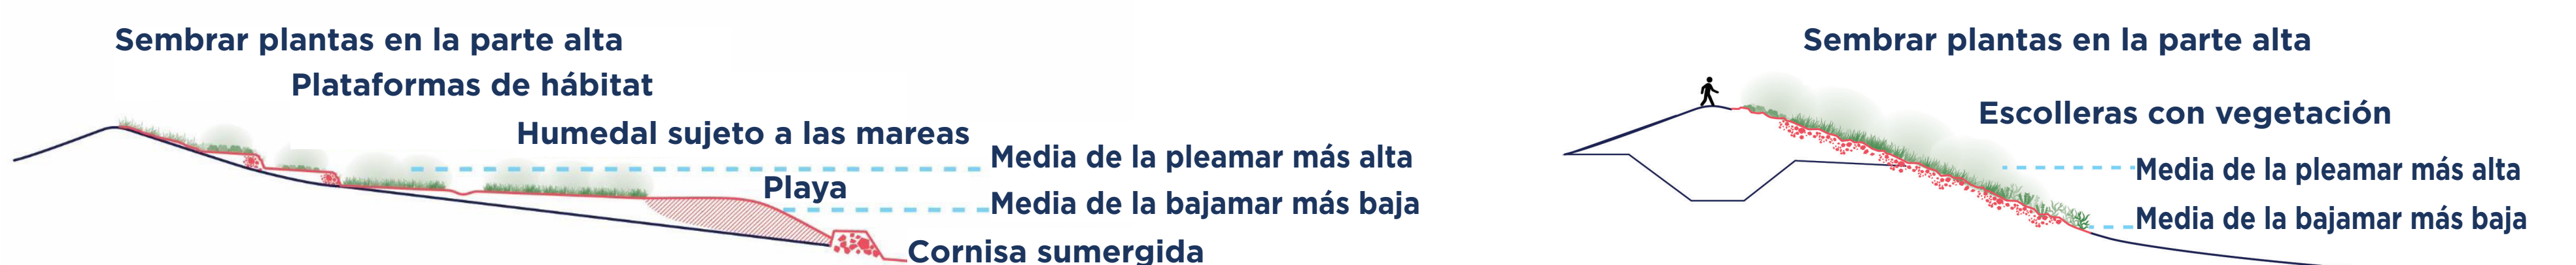 Sembrar plantas en la parte alta
Plataformas de hábitat
Humedal sujeto a las mareas
Media de la pleamar más alta
Playa
Media de la bajamar más baja
Cornisa sumergida
Sembrar plantas en la parte alta
Escolleras con vegetación
Media de la pleamar más alta
Media de la bajamar más baja